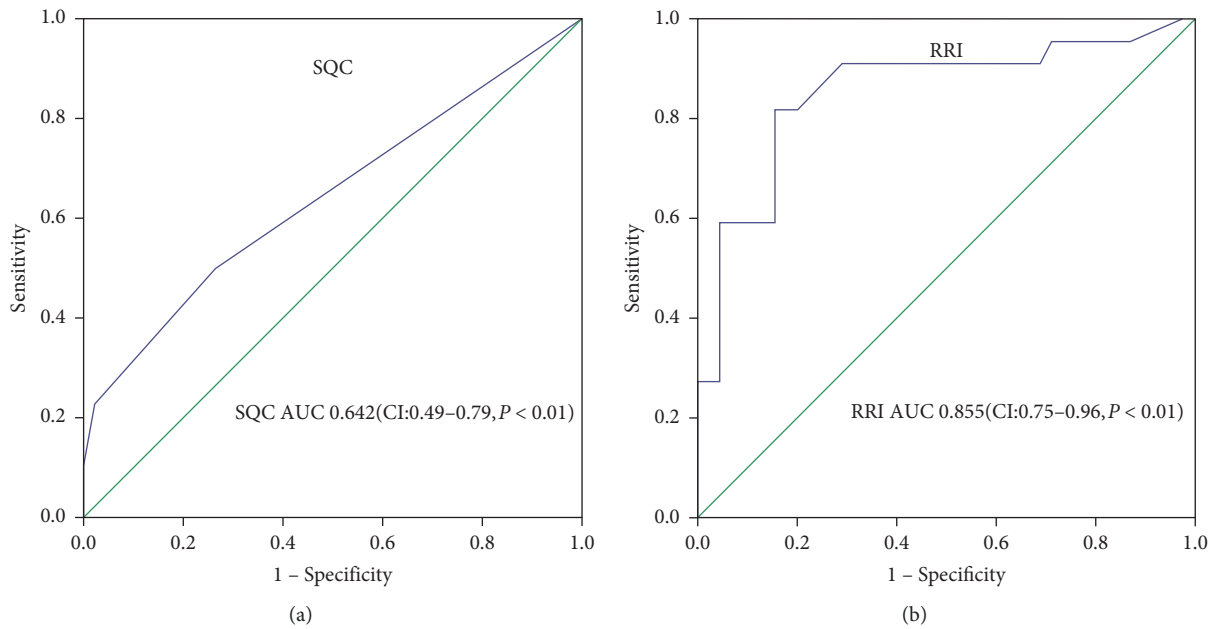 1.0
SQC
0.8
0.6
Sensitivity
0.4
SQC AUC 0.642(CI:0.49–0.79, P < 0.01)
0.2
0.0
0.0 0.2 0.4 0.6 0.8 1.0
1 – Specificity
(a)
1.0
RRI
0.8
0.6
Sensitivity
0.4
RRI AUC 0.855(CI:0.75–0.96, P < 0.01)
0.2
0.0
0.0 0.2 0.4 0.6 0.8 1.0
1 – Specificity
(b)